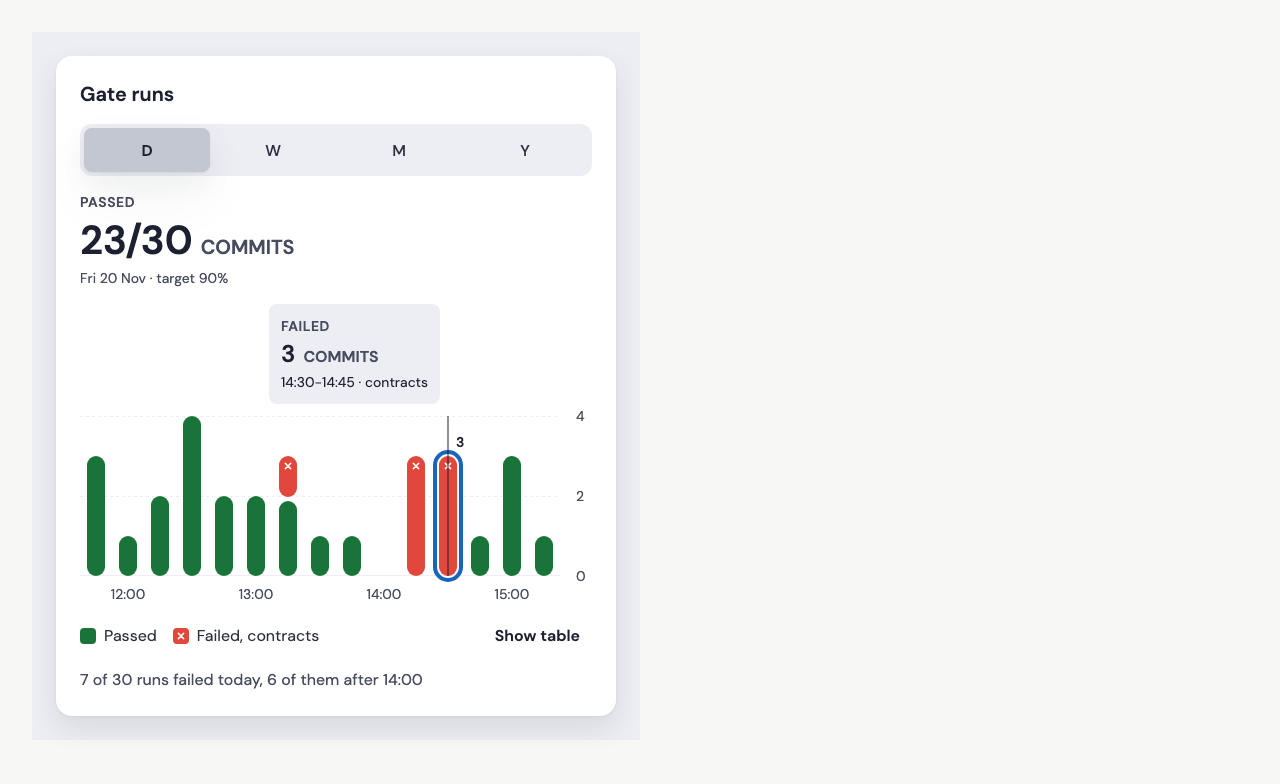 Gate runs
D W M Y
PASSED
23/30 COMMITS
Fri 20 Nov · target 90%
FAILED
3 COMMITS
14:30–14:45 · contracts
4
3
2
0
12:00 13:00 14:00 15:00
Passed Failed, contracts Show table
7 of 30 runs failed today, 6 of them after 14:00